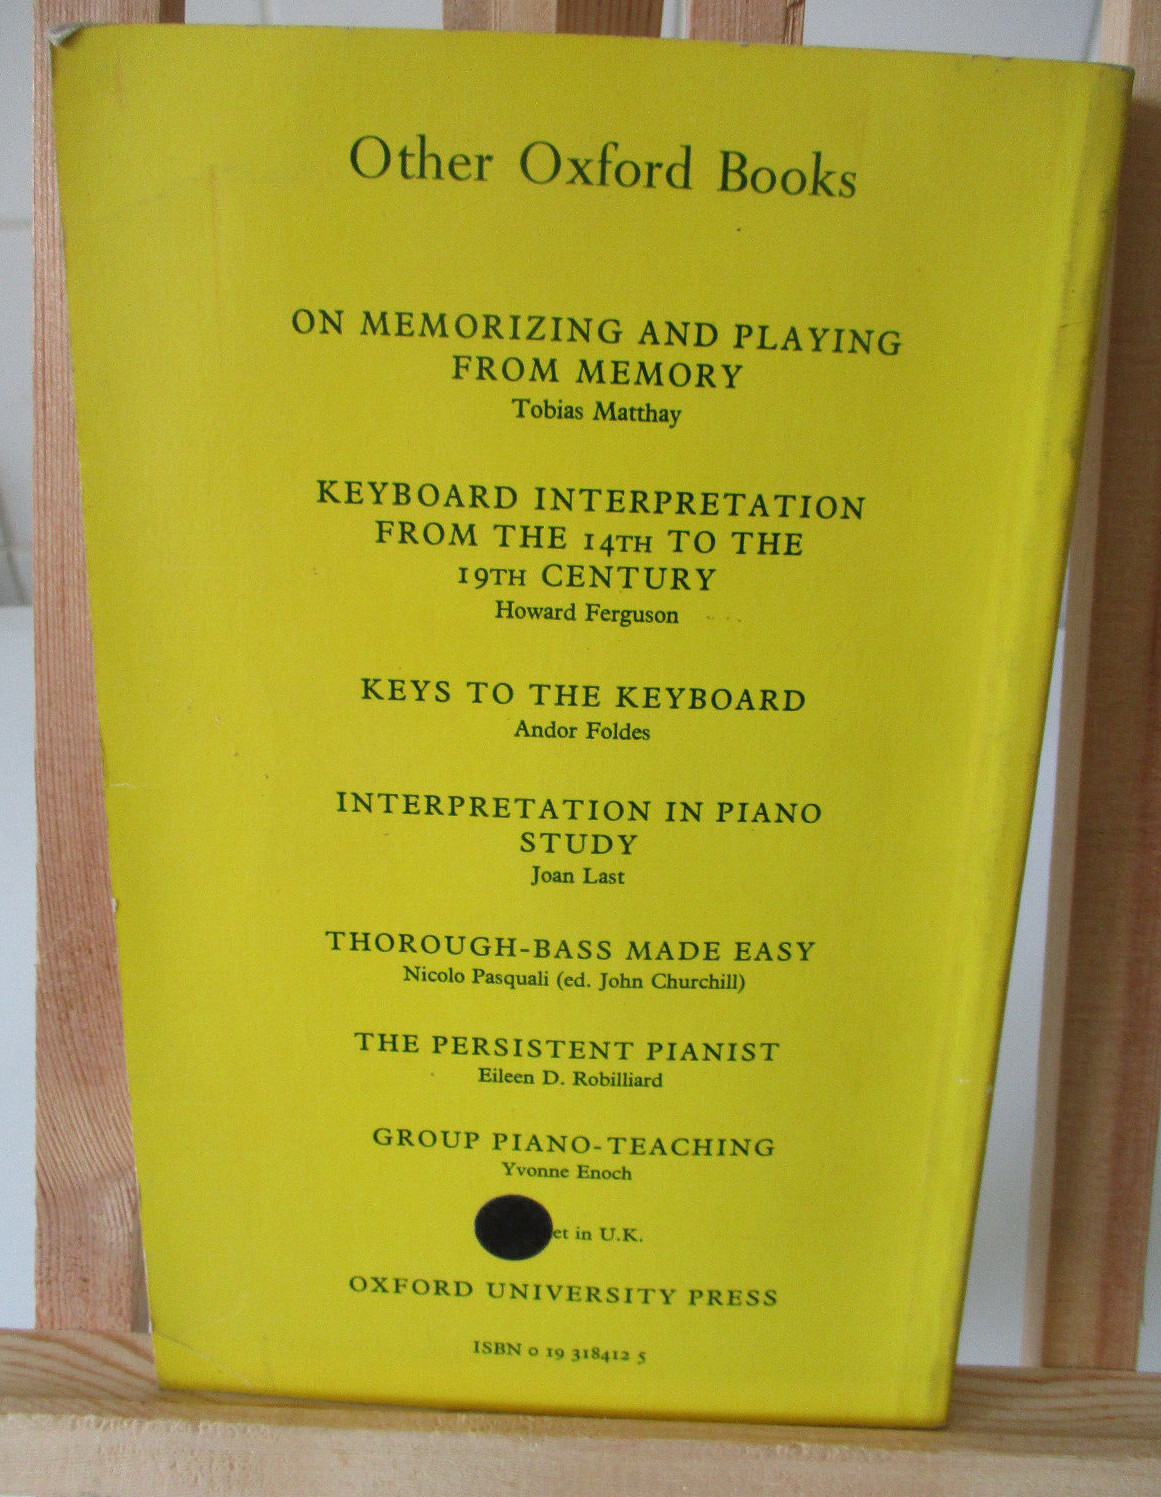 Other Oxford Books
ON MEMORIZING AND PLAYING
FROM MEMORY
Tobias Matthay
KEYBOARD INTERPRETATION
FROM THE 14TH TO THE
19TH CENTURY
Howard Ferguson
KEYS TO THE KEYBOARD
Andor Foldes
INTERPRETATION IN PIANO
STUDY
Joan Last
THOROUGH-BASS MADE EASY
Nicolo Pasquali (ed. John Churchill)
THE PERSISTENT PIANIST
Eileen D. Robilliard
GROUP PIANO-TEACHING
Yvonne Enoch
in U.K.
OXFORD UNIVERSITY PRESS
ISBN 0 19 318412 5